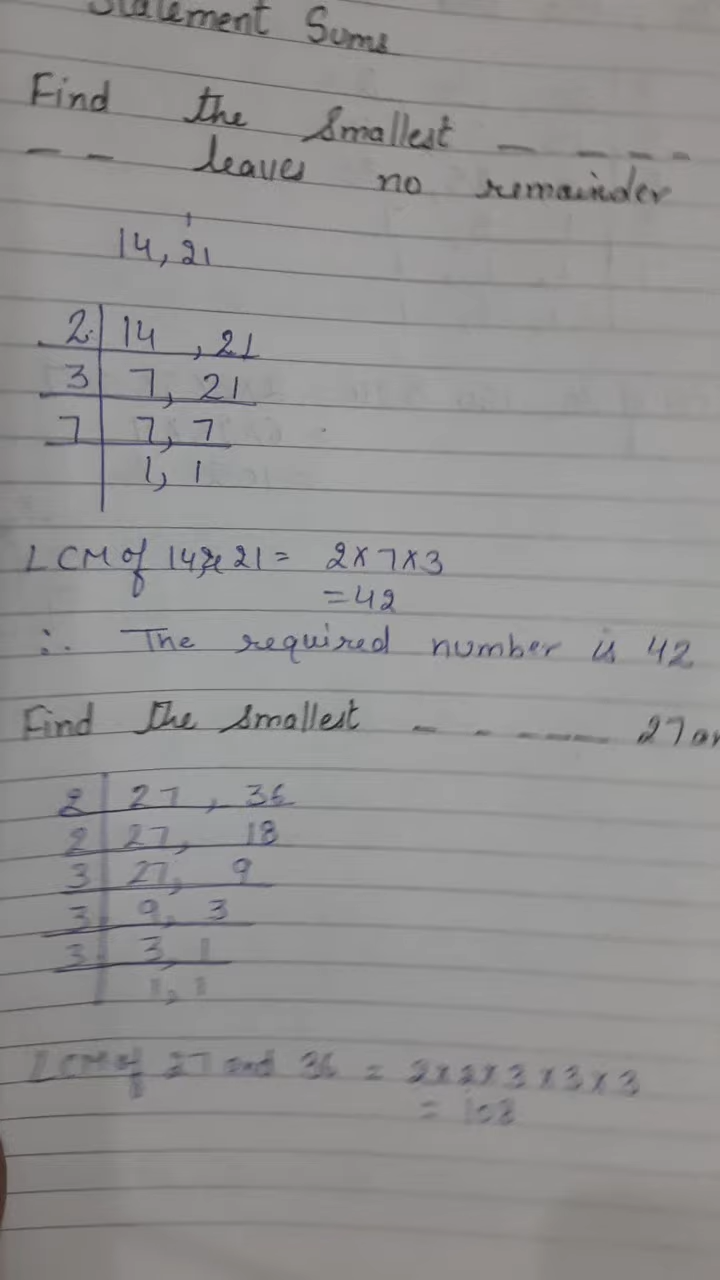 Statement Sums
Find the smallest - - - -
- - leaves no remainder
14, 21
2 14, 21
3 7, 21
7 7, 7
1, 1
LCM of 14 & 21 = 2×7×3
= 42
∴ The required number is 42
Find the smallest - - - - 27 an
2 27, 36
2 27, 18
3 27, 9
3 9, 3
3 3, 1
1, 1
LCM of 27 and 36 = 2×2×3×3×3
= 108